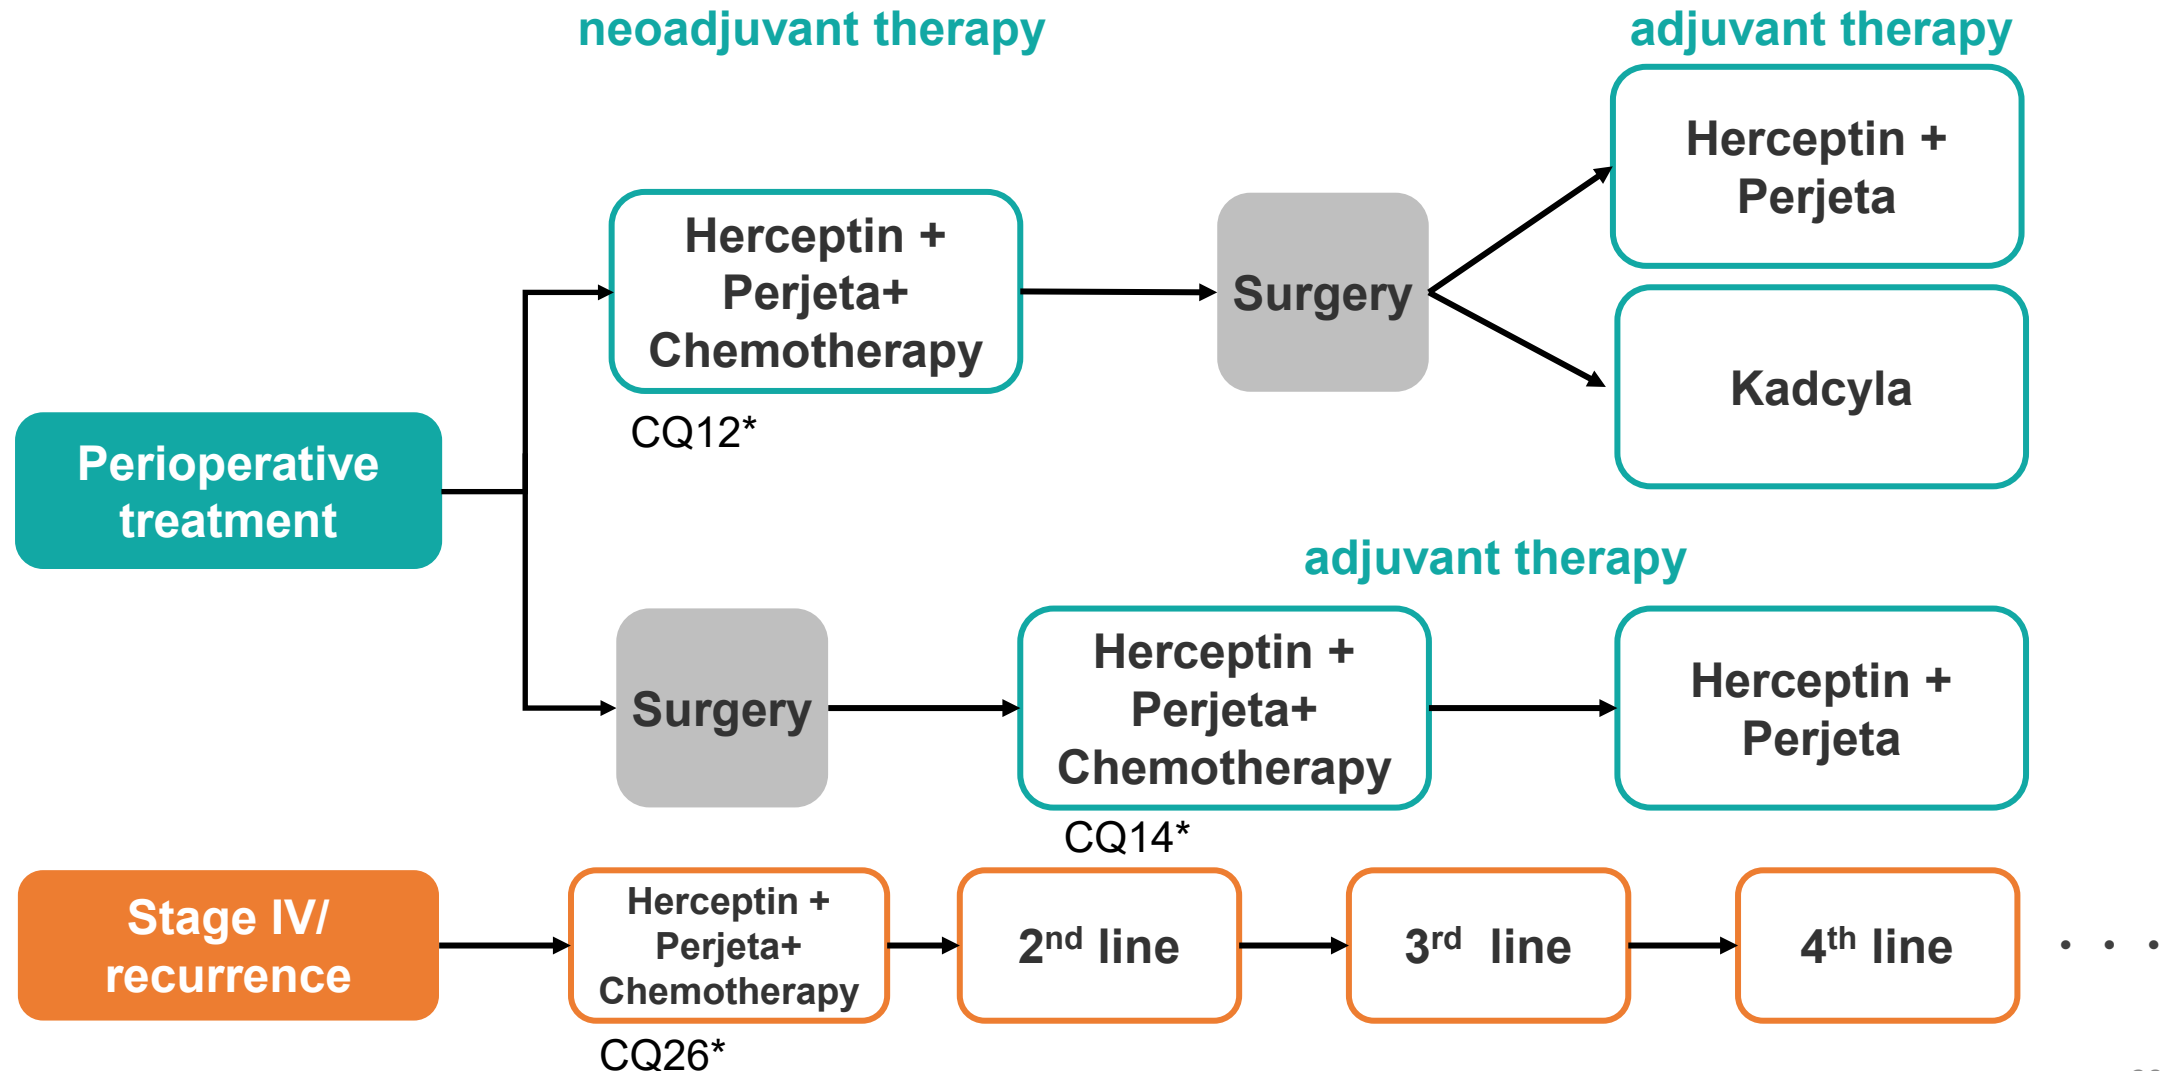 neoadjuvant therapy
adjuvant therapy
Herceptin +
Perjeta
Herceptin +
Perjeta+
Chemotherapy
CQ12*
Surgery
Kadcyla
Perioperative
treatment
adjuvant therapy
Surgery
Herceptin +
Perjeta+
Chemotherapy
CQ14*
Herceptin +
Perjeta
Stage IV/
recurrence
Herceptin +
Perjeta+
Chemotherapy
CQ26*
2nd line
3rd line
4th line
・・・